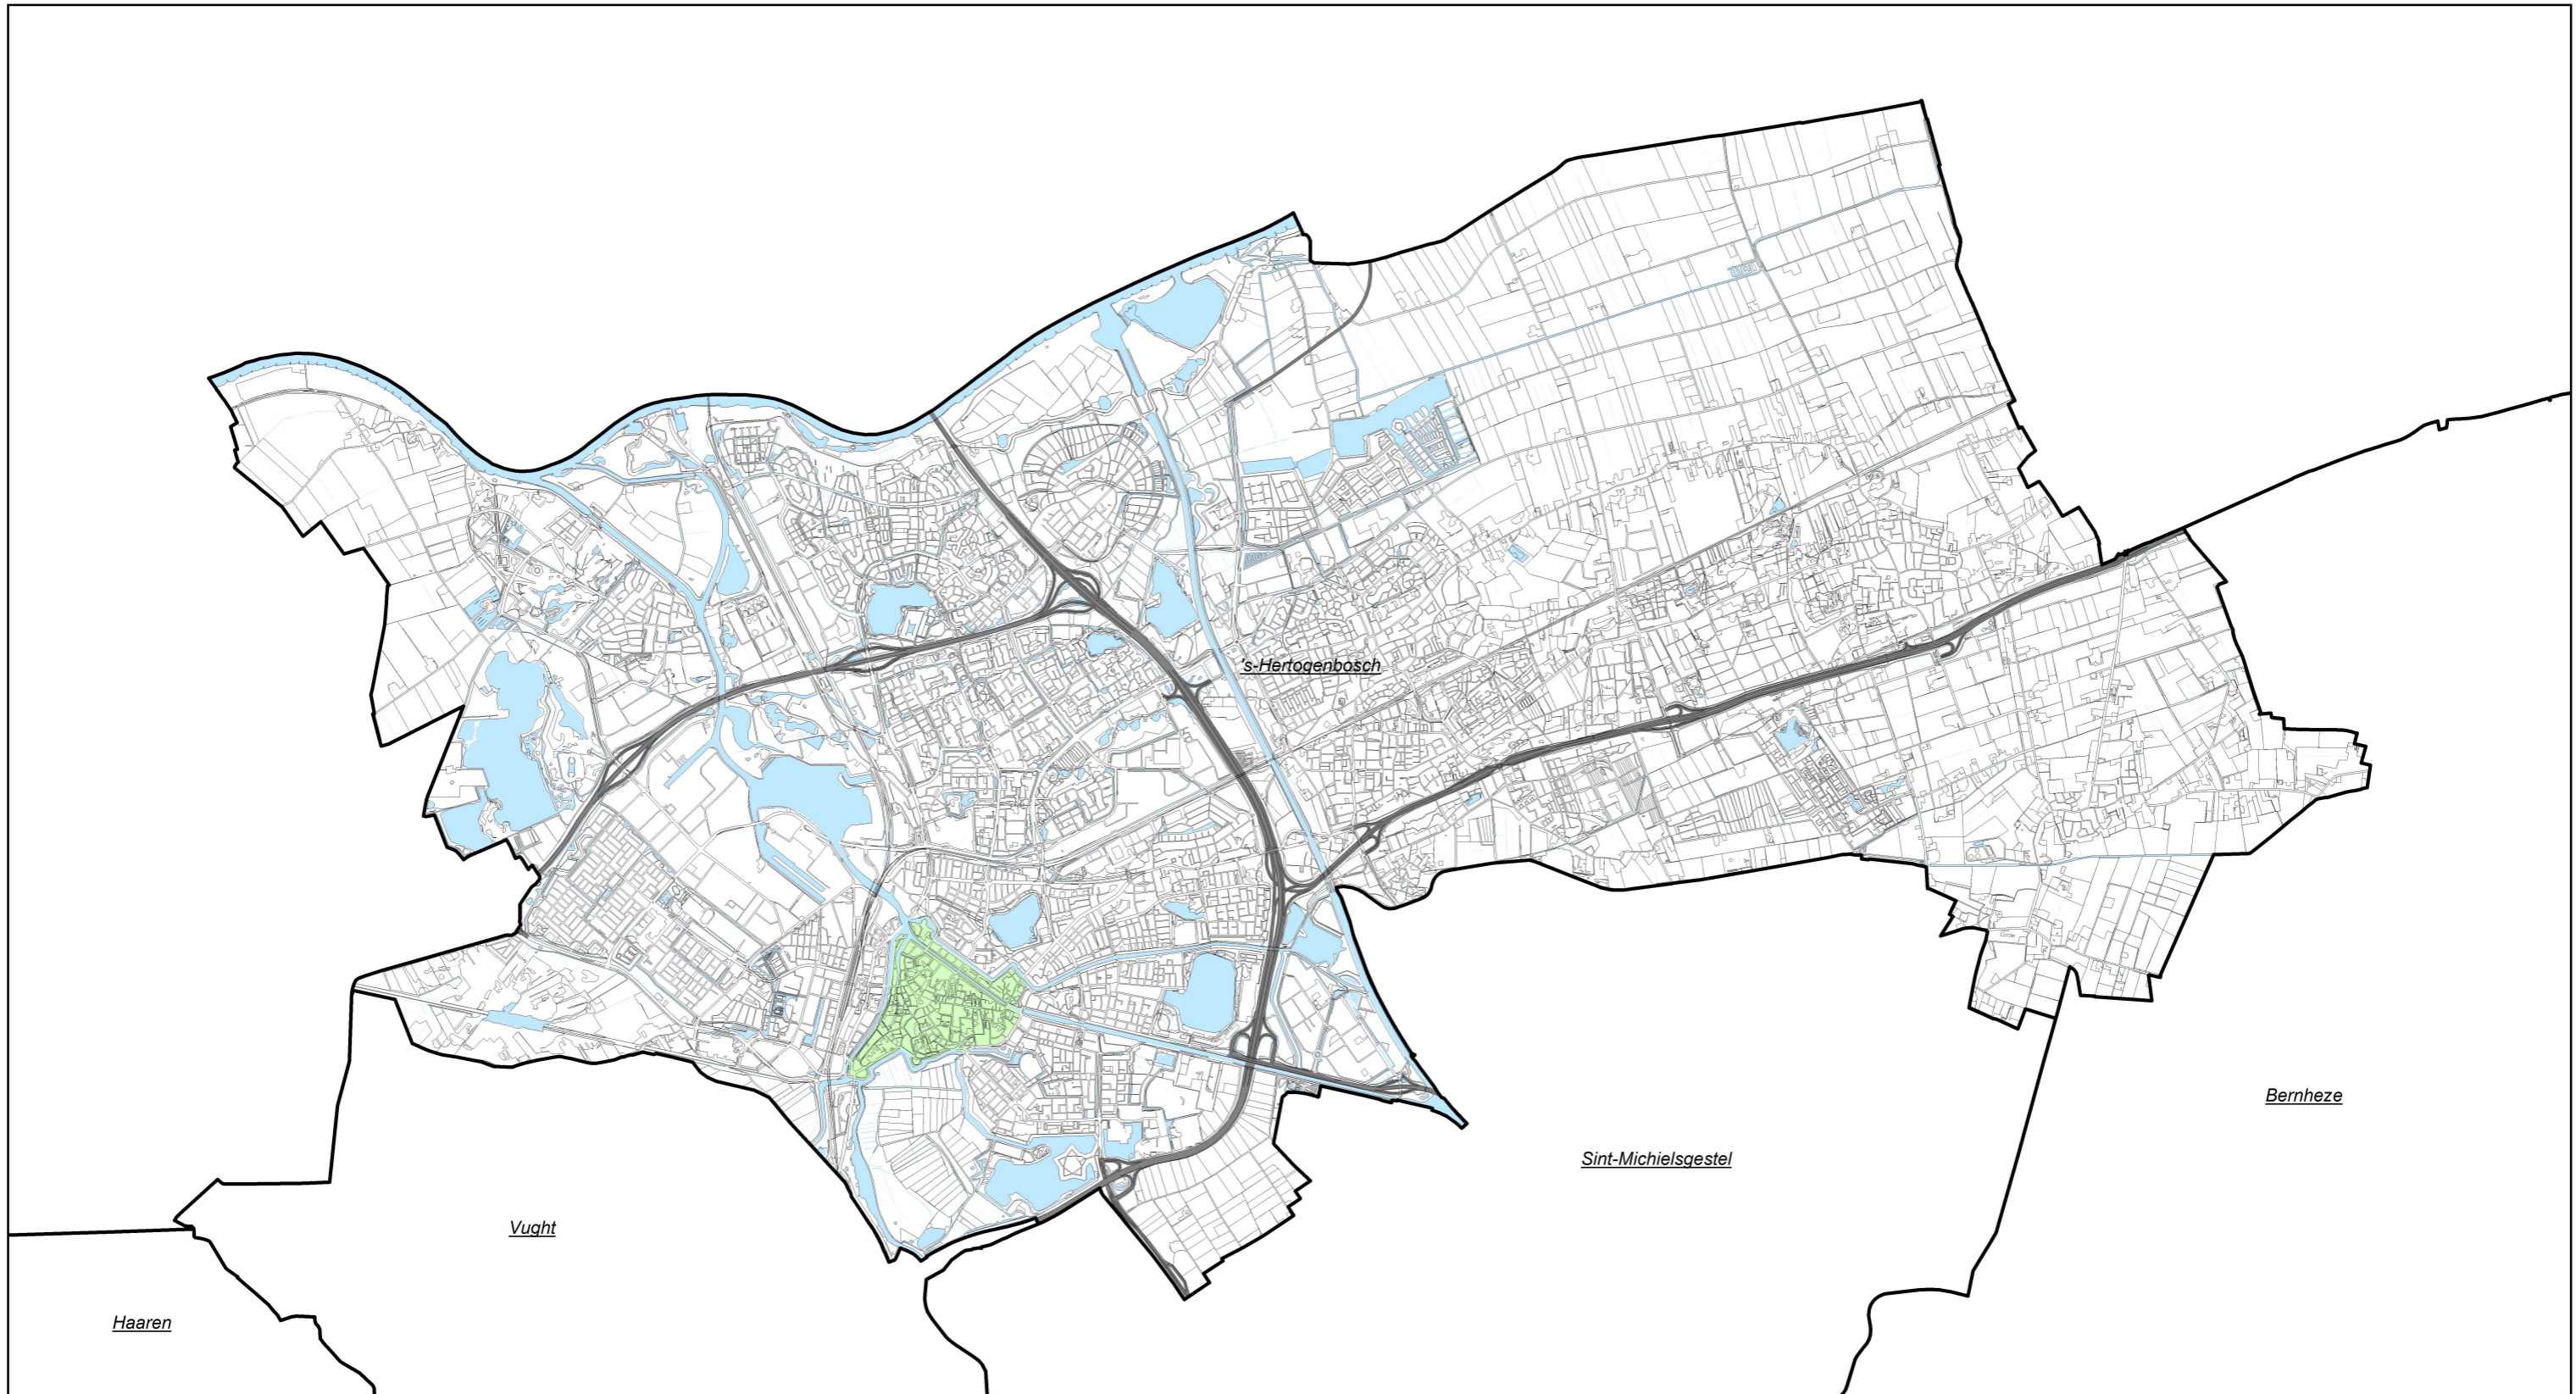 's-Hertogenbosch
Bernheze
Sint-Michielsgestel
Vught
Haaren